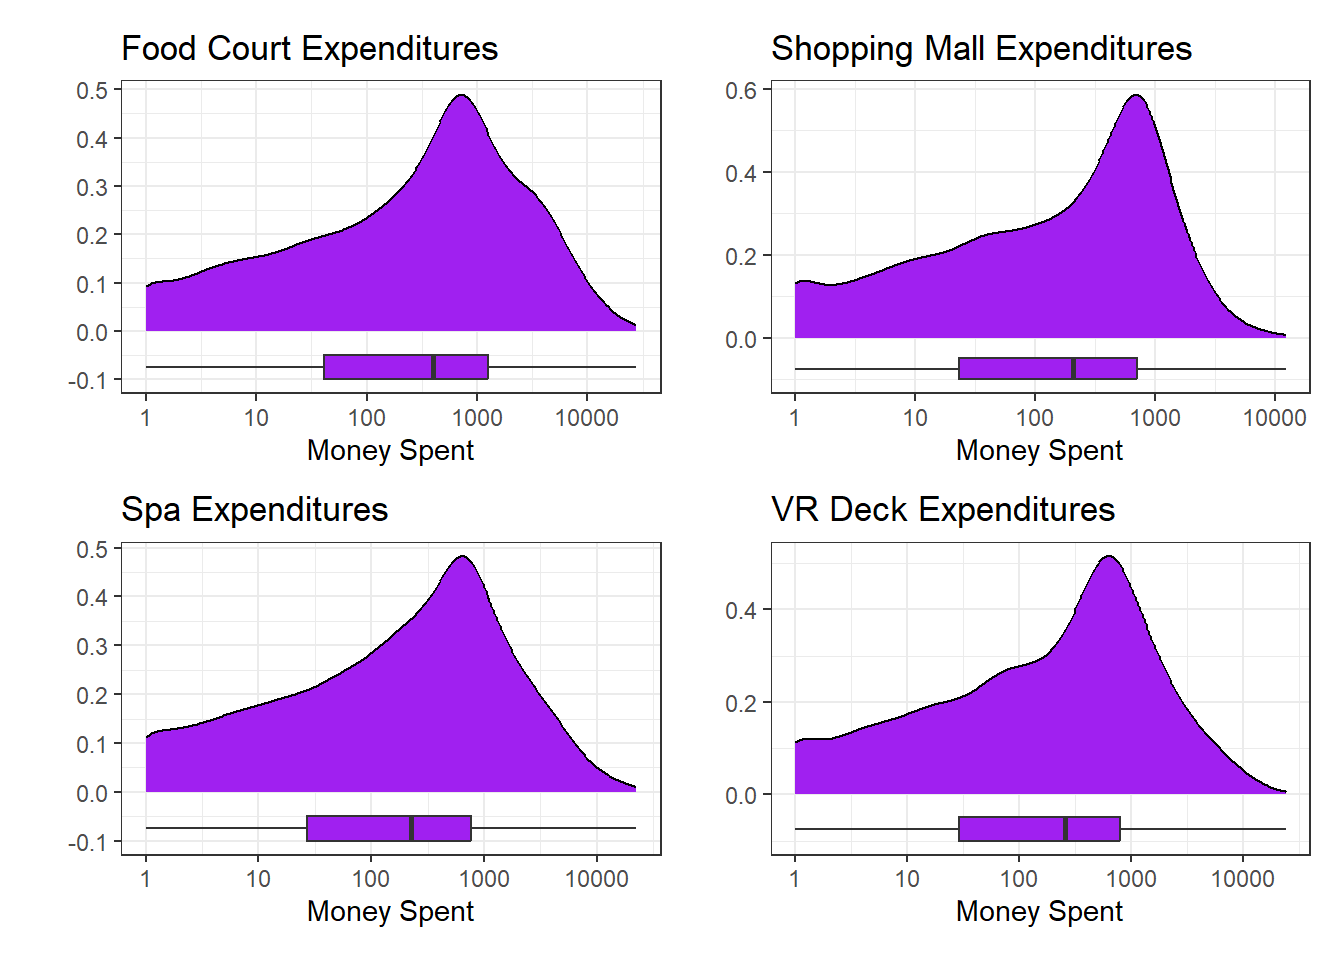 Food Court Expenditures
0.5
0.4
0.3
0.2
0.1
0.0
-0.1
1 10 100 1000 10000
Money Spent
Shopping Mall Expenditures
0.6
0.4
0.2
0.0
1 10 100 1000 10000
Money Spent
Spa Expenditures
0.5
0.4
0.3
0.2
0.1
0.0
-0.1
1 10 100 1000 10000
Money Spent
VR Deck Expenditures
0.4
0.2
0.0
1 10 100 1000 10000
Money Spent